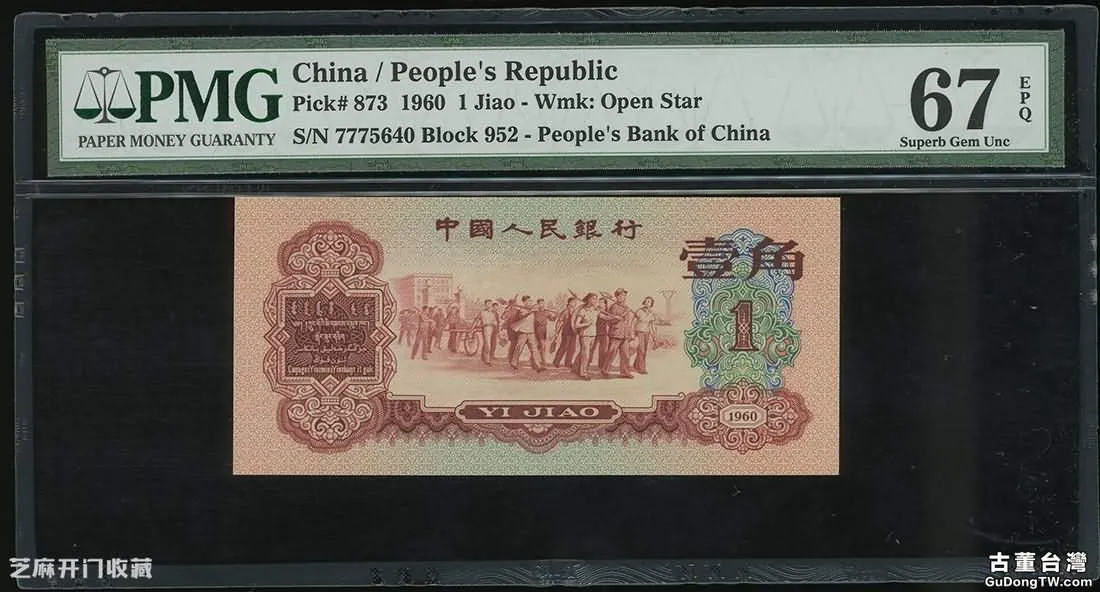 PMG
PAPER MONEY GUARANTY
China / People's Republic
Pick# 873 1960 1 Jiao - Wmk: Open Star
S/N 7775640 Block 952 - People's Bank of China
67
EPQ
Superb Gem Unc
中國人民銀行
壹角
1
YI JIAO
1960
芝麻开门收藏
古董台灣
GuDongTW.com